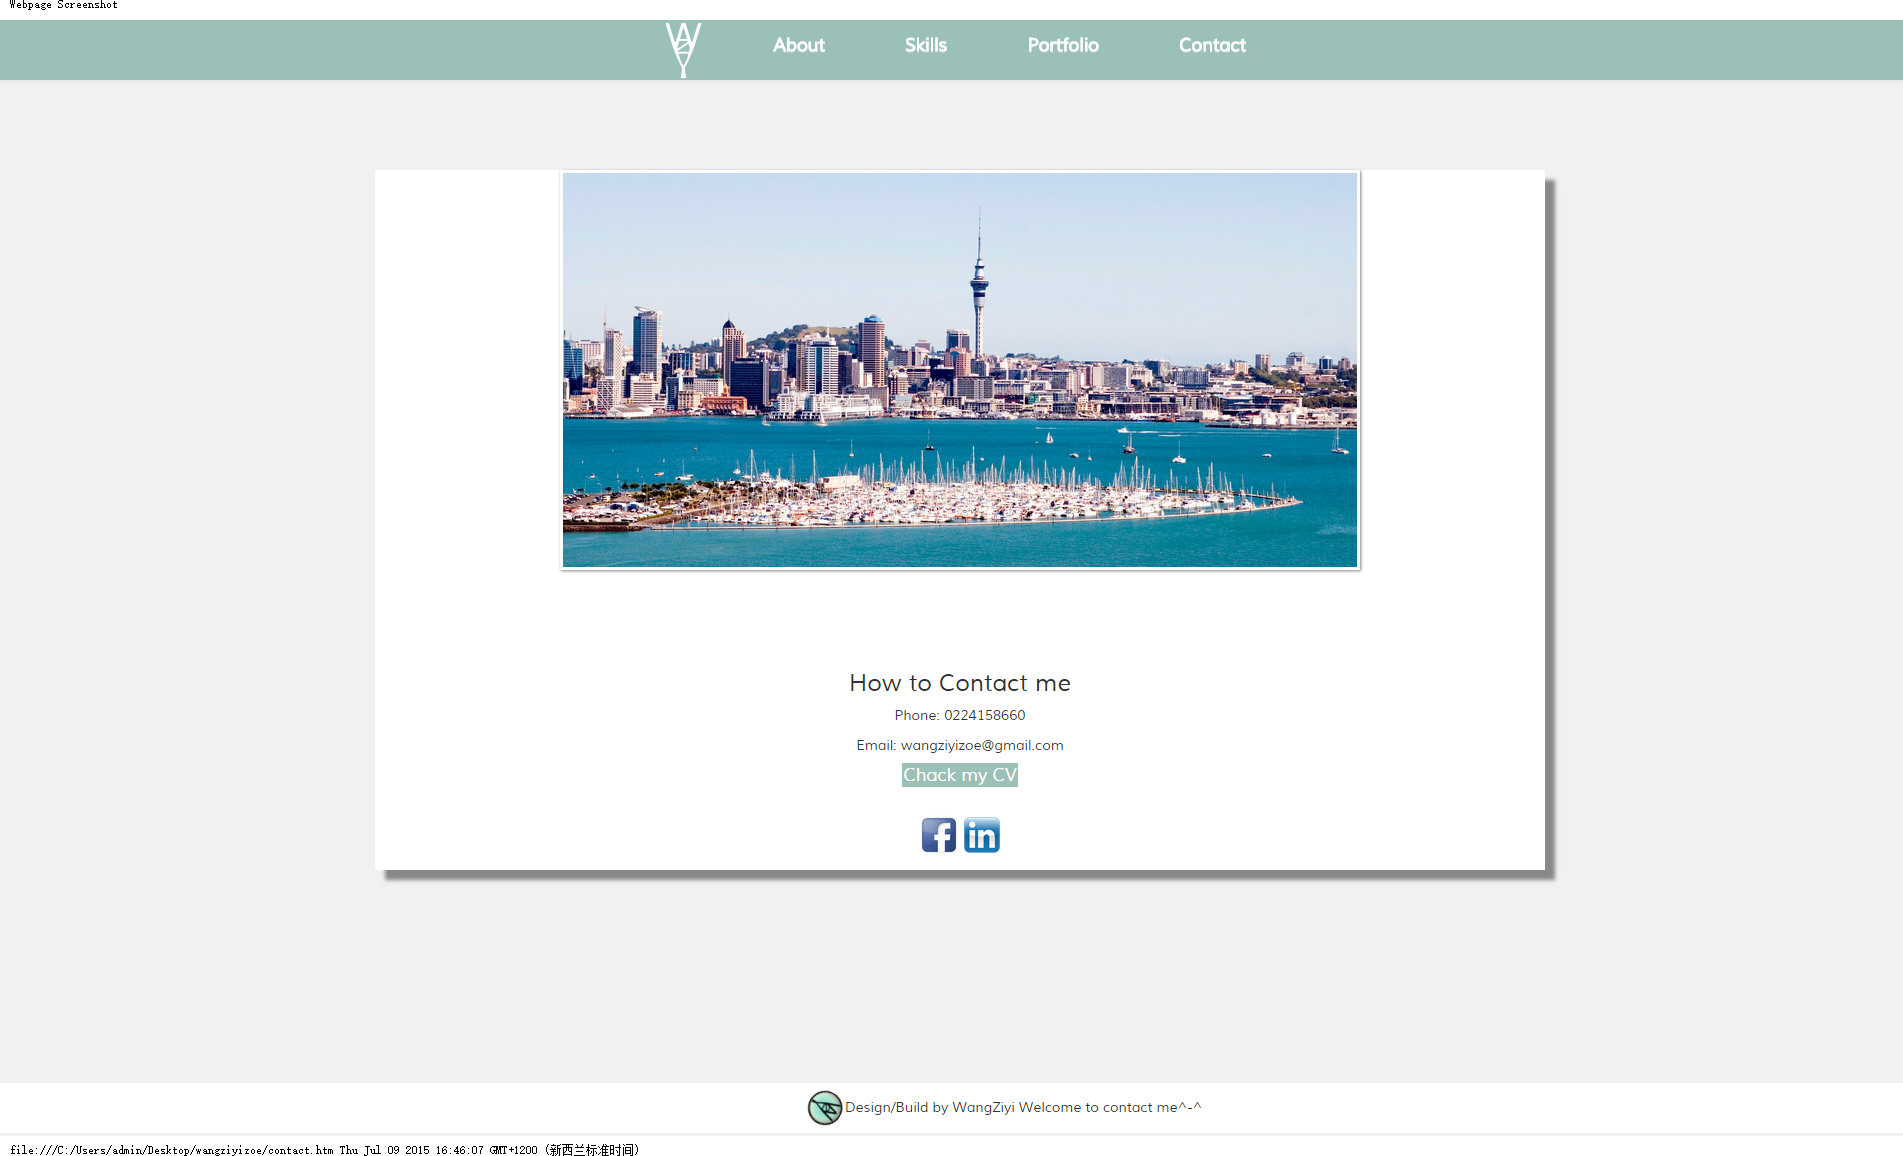 Webpage Screenshot
About Skills Portfolio Contact
How to Contact me
Phone: 0224158660
Email: wangziyizoe@gmail.com
Chack my CV
Design/Build by WangZiyi Welcome to contact me^-^
file:///C:/Users/admin/Desktop/wangziyizoe/contact.htm Thu Jul 09 2015 16:46:07 GMT+1200 (新西兰标准时间)